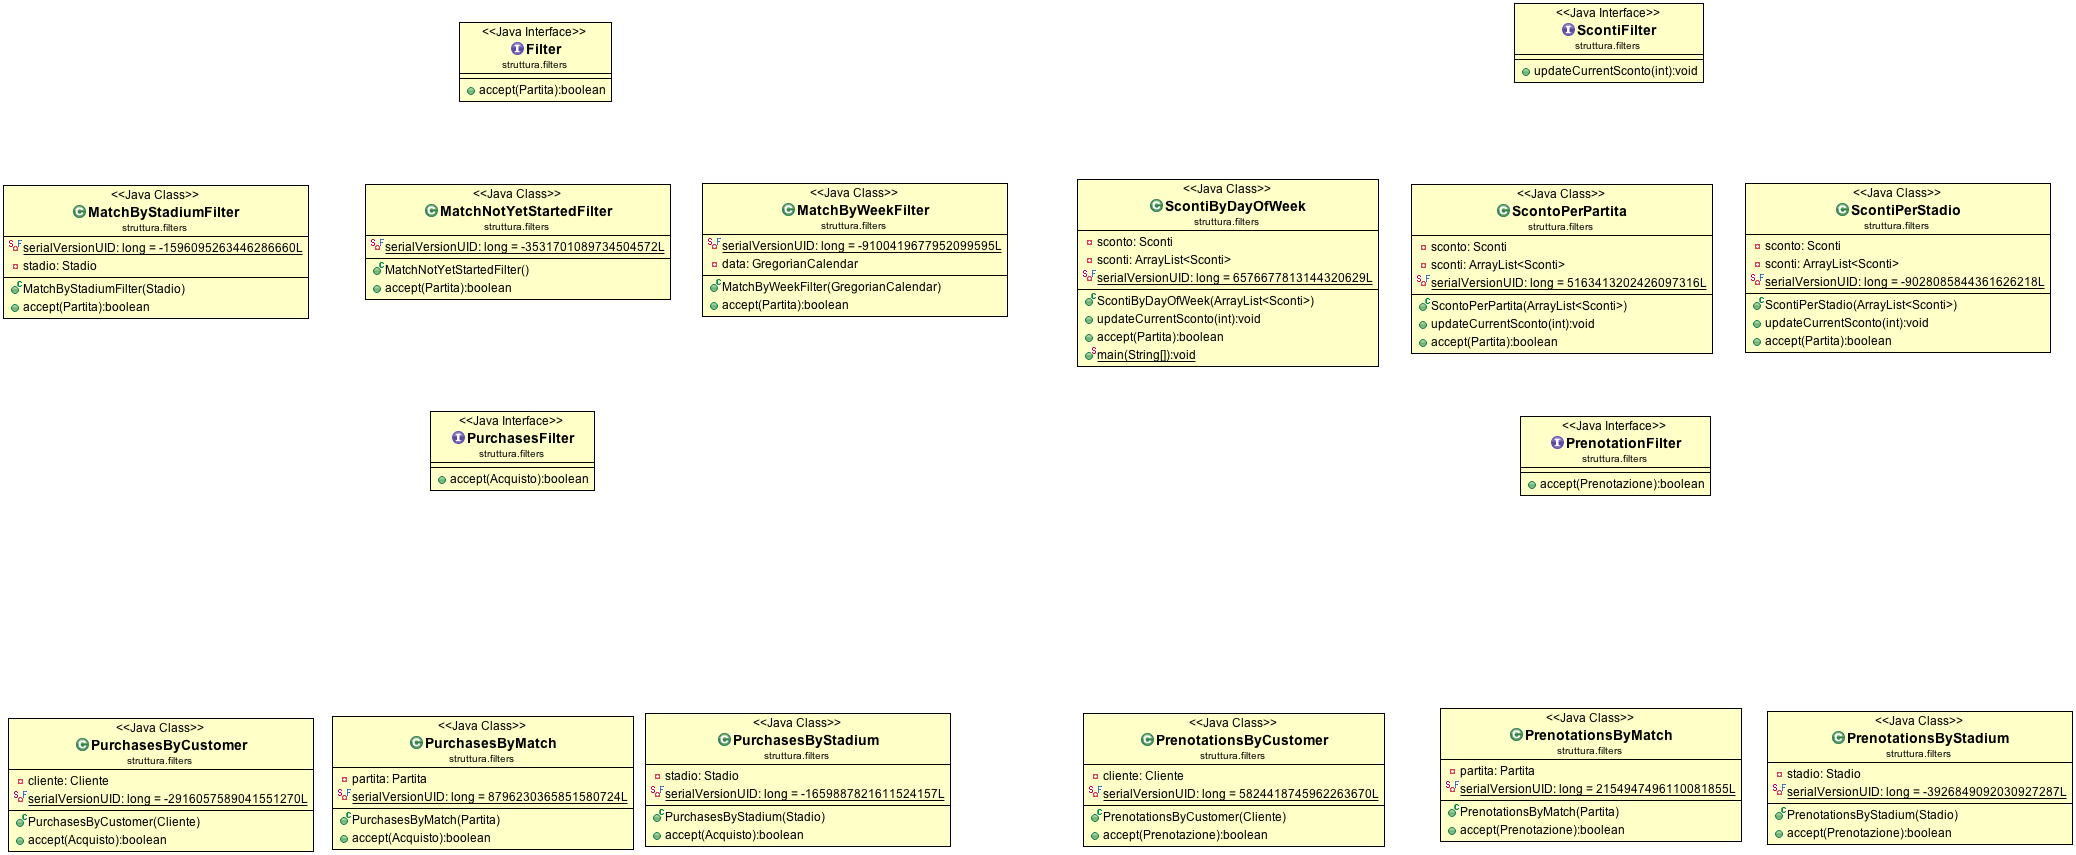 <<Java Interface>>
Filter
struttura.filters
accept(Partita):boolean
<<Java Interface>>
ScontiFilter
struttura.filters
updateCurrentSconto(int):void
<<Java Class>>
MatchByStadiumFilter
struttura.filters
serialVersionUID: long = -1596095263446286660L
stadio: Stadio
MatchByStadiumFilter(Stadio)
accept(Partita):boolean
<<Java Class>>
MatchNotYetStartedFilter
struttura.filters
serialVersionUID: long = -3531701089734504572L
MatchNotYetStartedFilter()
accept(Partita):boolean
<<Java Class>>
MatchByWeekFilter
struttura.filters
serialVersionUID: long = -9100419677952099595L
data: GregorianCalendar
MatchByWeekFilter(GregorianCalendar)
accept(Partita):boolean
<<Java Class>>
ScontiByDayOfWeek
struttura.filters
sconto: Sconti
sconti: ArrayList<Sconti>
serialVersionUID: long = 6576677813144320629L
ScontiByDayOfWeek(ArrayList<Sconti>)
updateCurrentSconto(int):void
accept(Partita):boolean
main(String[]):void
<<Java Class>>
ScontoPerPartita
struttura.filters
sconto: Sconti
sconti: ArrayList<Sconti>
serialVersionUID: long = 5163413202426097316L
ScontoPerPartita(ArrayList<Sconti>)
updateCurrentSconto(int):void
accept(Partita):boolean
<<Java Class>>
ScontiPerStadio
struttura.filters
sconto: Sconti
sconti: ArrayList<Sconti>
serialVersionUID: long = -9028085844361626218L
ScontiPerStadio(ArrayList<Sconti>)
updateCurrentSconto(int):void
accept(Partita):boolean
<<Java Interface>>
PurchasesFilter
struttura.filters
accept(Acquisto):boolean
<<Java Interface>>
PrenotationFilter
struttura.filters
accept(Prenotazione):boolean
<<Java Class>>
PurchasesByCustomer
struttura.filters
cliente: Cliente
serialVersionUID: long = -2916057589041551270L
PurchasesByCustomer(Cliente)
accept(Acquisto):boolean
<<Java Class>>
PurchasesByMatch
struttura.filters
partita: Partita
serialVersionUID: long = 8796230365851580724L
PurchasesByMatch(Partita)
accept(Acquisto):boolean
<<Java Class>>
PurchasesByStadium
struttura.filters
stadio: Stadio
serialVersionUID: long = -1659887821611524157L
PurchasesByStadium(Stadio)
accept(Acquisto):boolean
<<Java Class>>
PrenotationsByCustomer
struttura.filters
cliente: Cliente
serialVersionUID: long = 5824418745962263670L
PrenotationsByCustomer(Cliente)
accept(Prenotazione):boolean
<<Java Class>>
PrenotationsByMatch
struttura.filters
partita: Partita
serialVersionUID: long = 2154947496110081855L
PrenotationsByMatch(Partita)
accept(Prenotazione):boolean
<<Java Class>>
PrenotationsByStadium
struttura.filters
stadio: Stadio
serialVersionUID: long = -3926849092030927287L
PrenotationsByStadium(Stadio)
accept(Prenotazione):boolean